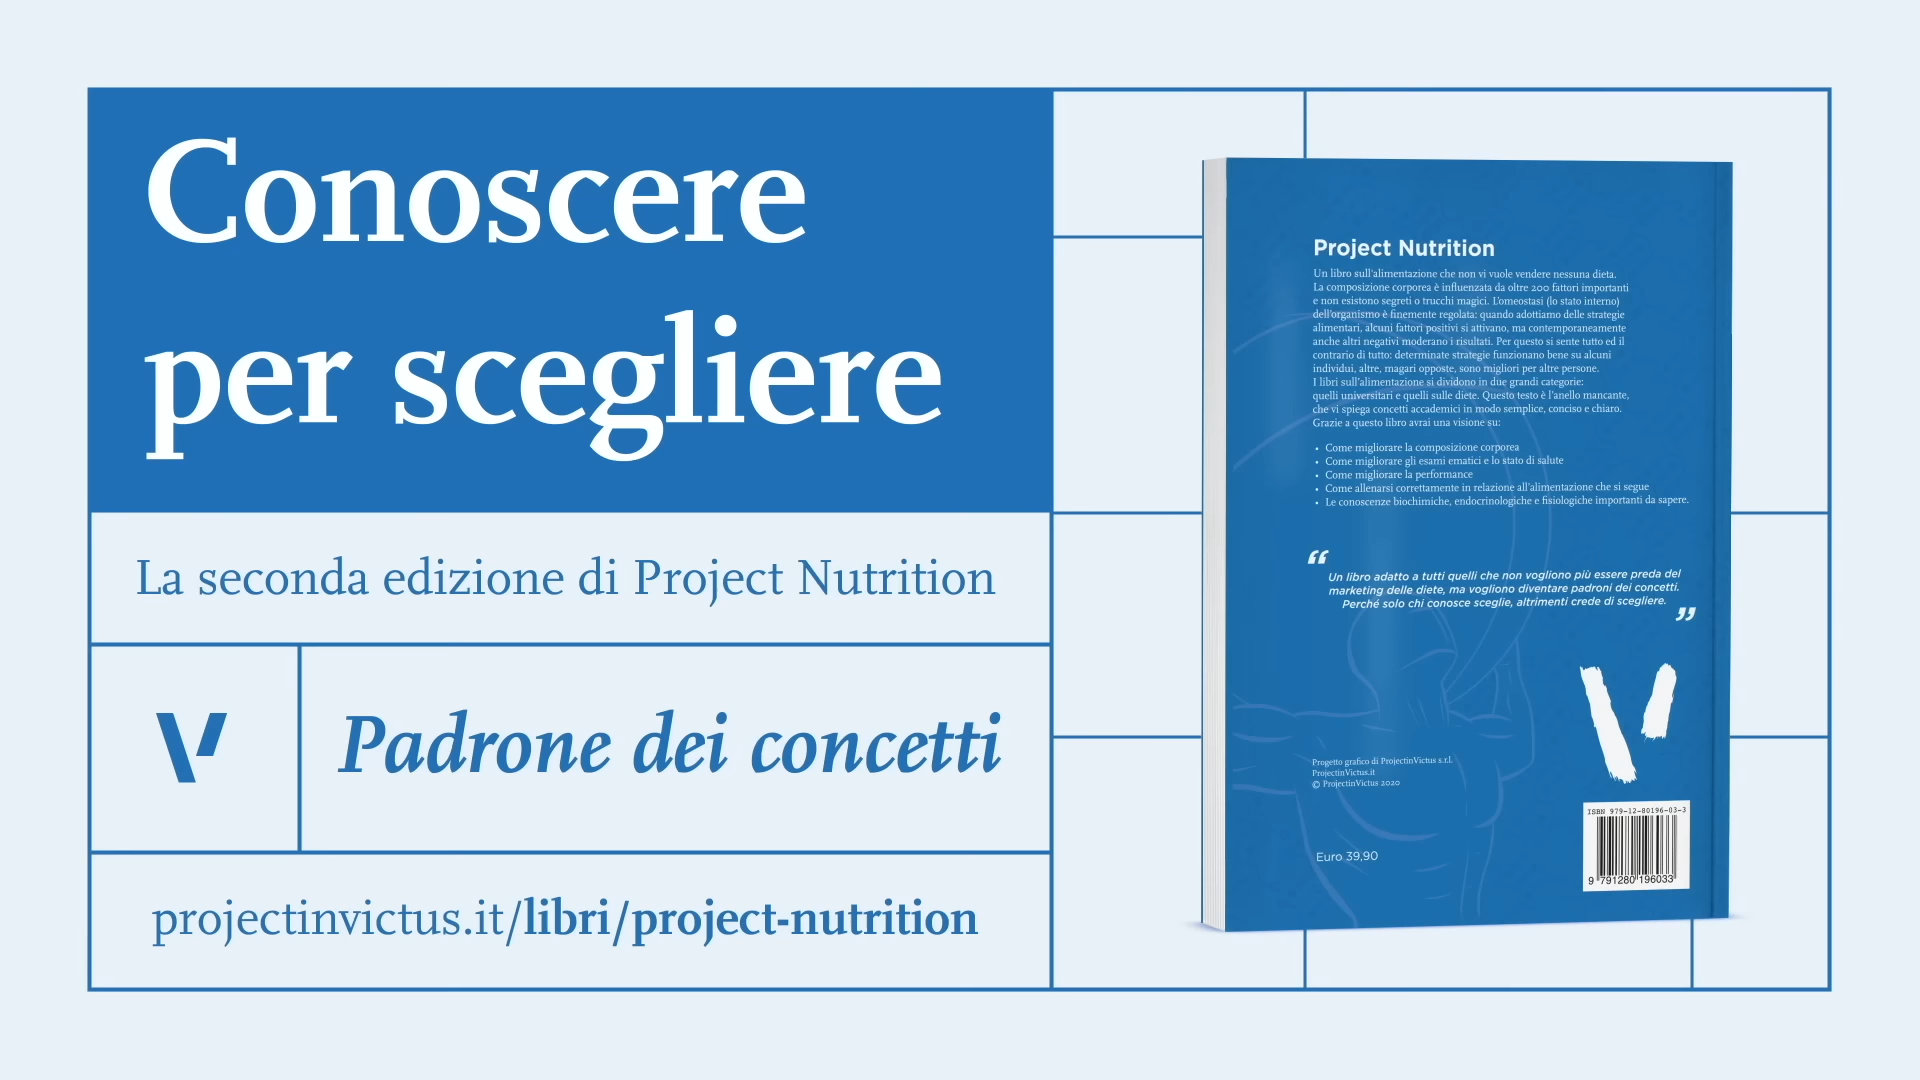 Conoscere
per scegliere
La seconda edizione di Project Nutrition
Padrone dei concetti
projectinvictus.it/libri/project-nutrition
Project Nutrition
Un libro sull'alimentazione che non vi vuole vendere nessuna dieta.
La composizione corporea è influenzata da oltre 200 fattori importanti
e non esistono segreti o trucchi magici. L'omeostasi (lo stato interno)
dell'organismo è finemente regolata: quando adottiamo delle strategie
alimentari, alcuni fattori positivi si attivano, ma contemporaneamente
anche altri negativi moderano i risultati. Per questo si sente tutto ed il
contrario di tutto: determinate strategie funzionano bene su alcuni
individui, altre, magari opposte, sono migliori per altre persone.
I libri sull'alimentazione si dividono in due grandi categorie:
quelli universitari e quelli sulle diete. Questo testo è l'anello mancante,
che vi spiega concetti accademici in modo semplice, conciso e chiaro.
Grazie a questo libro avrai una visione su:
• Come migliorare la composizione corporea
• Come migliorare gli esami ematici e lo stato di salute
• Come migliorare la performance
• Come allenarsi correttamente in relazione all'alimentazione che si segue
• Le conoscenze biochimiche, endocrinologiche e fisiologiche importanti da sapere.
“
Un libro adatto a tutti quelli che non vogliono più essere preda del
marketing delle diete, ma vogliono diventare padroni dei concetti.
Perché solo chi conosce sceglie, altrimenti crede di scegliere.
”
Progetto grafico di ProjectinVictus s.r.l.
ProjectinVictus.it
© ProjectinVictus 2020
ISBN 979-12-80196-03-3
9 791280 196033
Euro 39,90